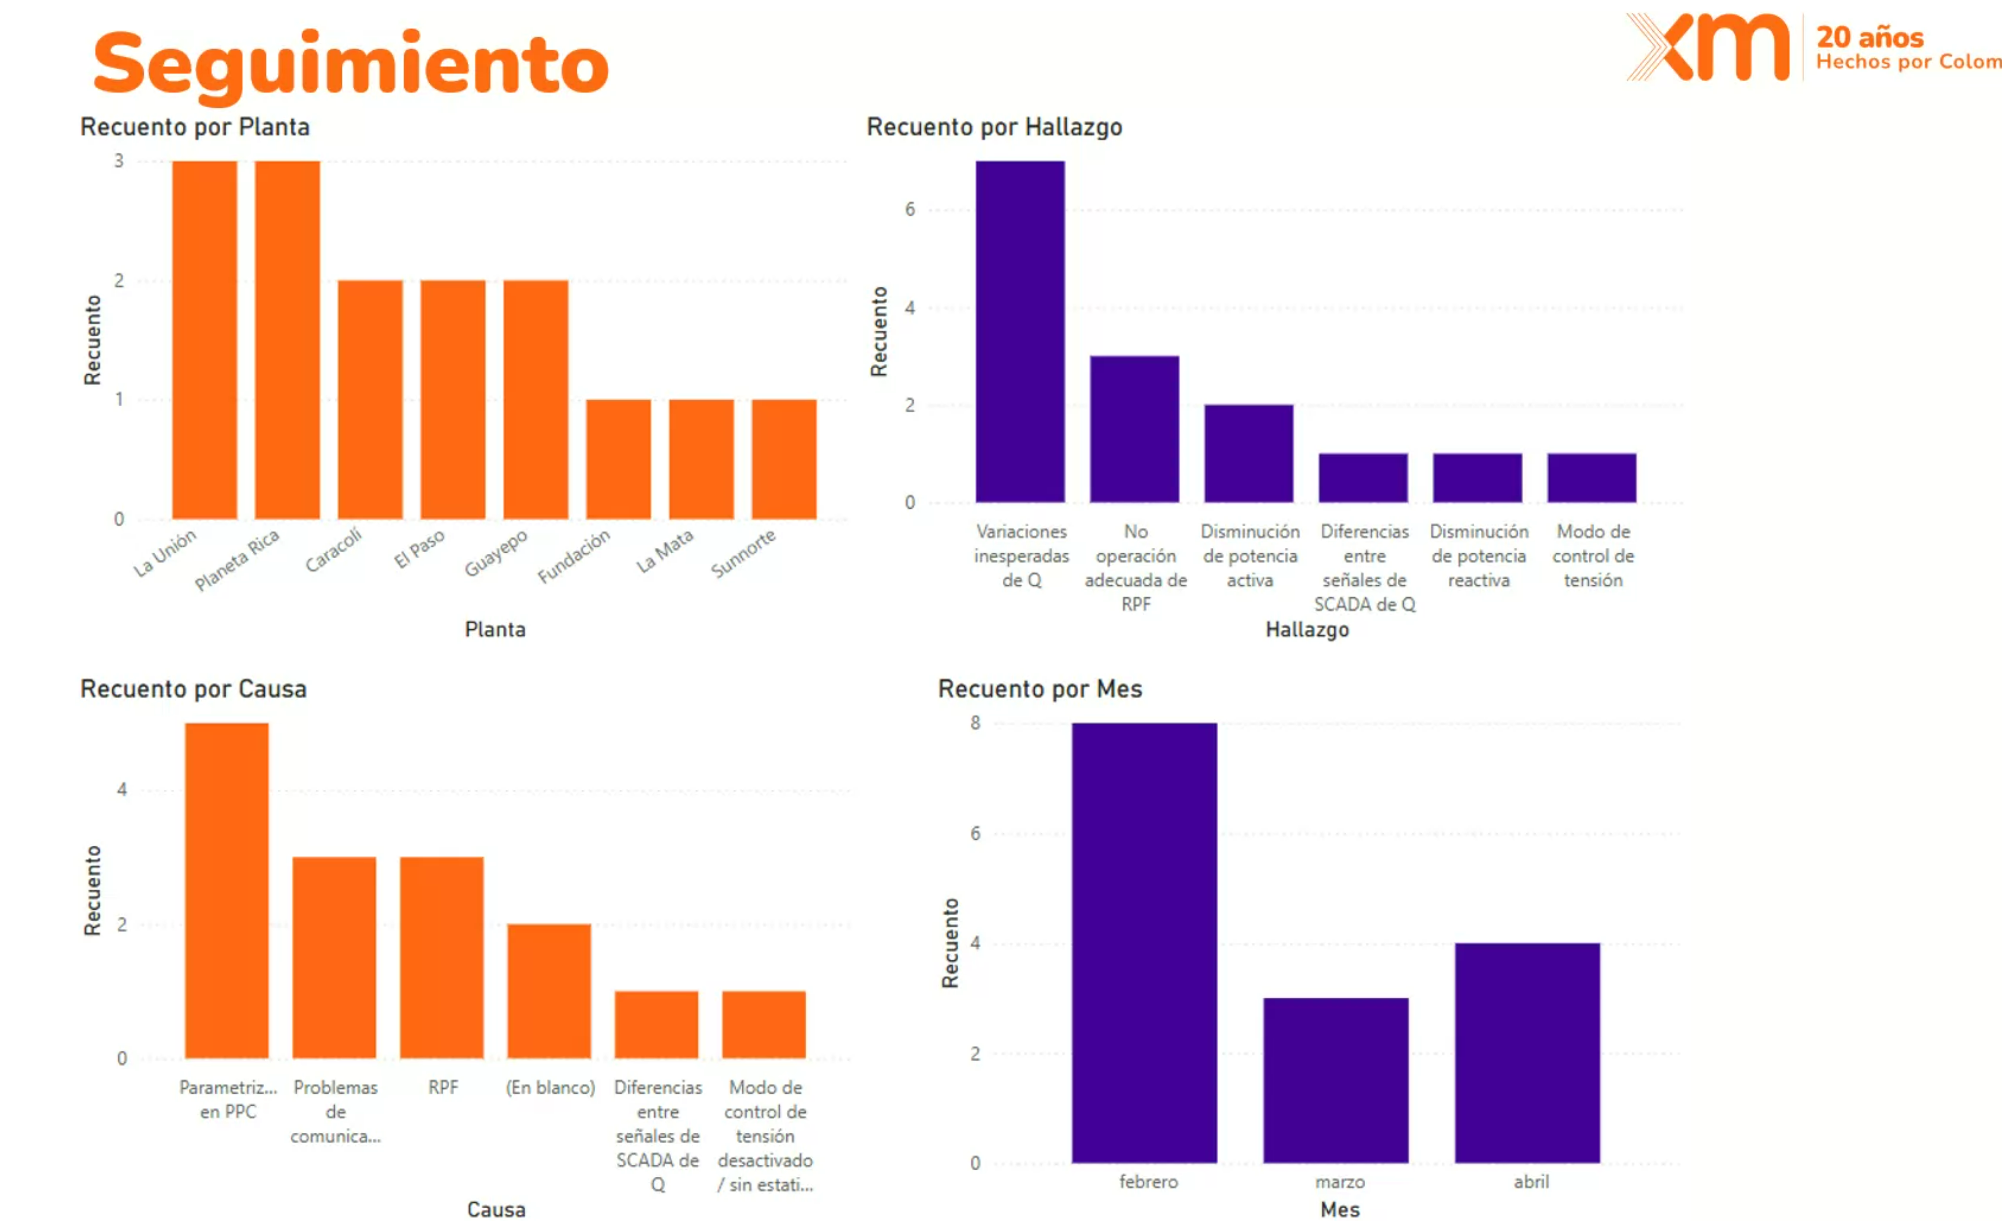 Seguimiento
xm
20 años
Hechos por Colom
Recuento por Planta
Recuento
3
2
1
0
La Unión
Planeta Rica
Caracolí
El Paso
Guayepo
Fundación
La Mata
Sunnorte
Planta
Recuento por Hallazgo
Recuento
6
4
2
0
Variaciones
inesperadas
de Q
No
operación
adecuada de
RPF
Disminución
de potencia
activa
Diferencias
entre
señales de
SCADA de Q
Disminución
de potencia
reactiva
Modo de
control de
tensión
Hallazgo
Recuento por Causa
Recuento
4
2
0
Parametriz...
en PPC
Problemas
de
comunica...
RPF
(En blanco)
Diferencias
entre
señales de
SCADA de
Q
Modo de
control de
tensión
desactivado
/ sin estati...
Causa
Recuento por Mes
Recuento
8
6
4
2
0
febrero
marzo
abril
Mes